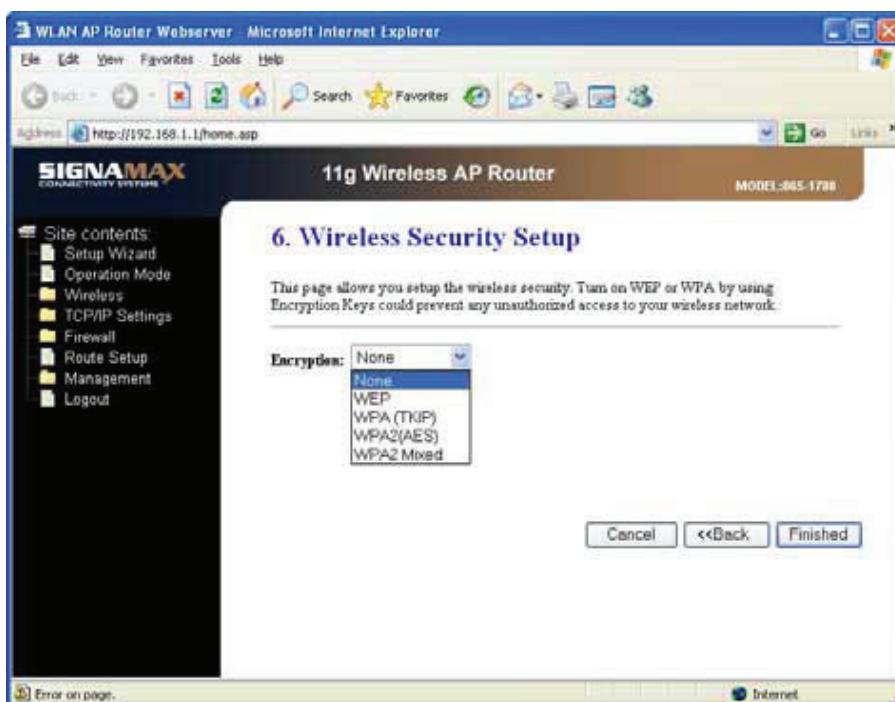 WLAN AP Router Webserver - Microsoft Internet Explorer
File Edit View Favorites Tools Help
Back Search Favorites
Address http://192.168.1.1/home.asp Go Links
SIGNAMAX
CONNECTIVITY SYSTEMS
11g Wireless AP Router
MODEL:065-1788
Site contents:
Setup Wizard
Operation Mode
Wireless
TCP/IP Settings
Firewall
Route Setup
Management
Logout
6. Wireless Security Setup
This page allows you setup the wireless security. Turn on WEP or WPA by using
Encryption Keys could prevent any unauthorized access to your wireless network.
Encryption: None
None
WEP
WPA (TKIP)
WPA2(AES)
WPA2 Mixed
Cancel <<Back Finished
Error on page. Internet